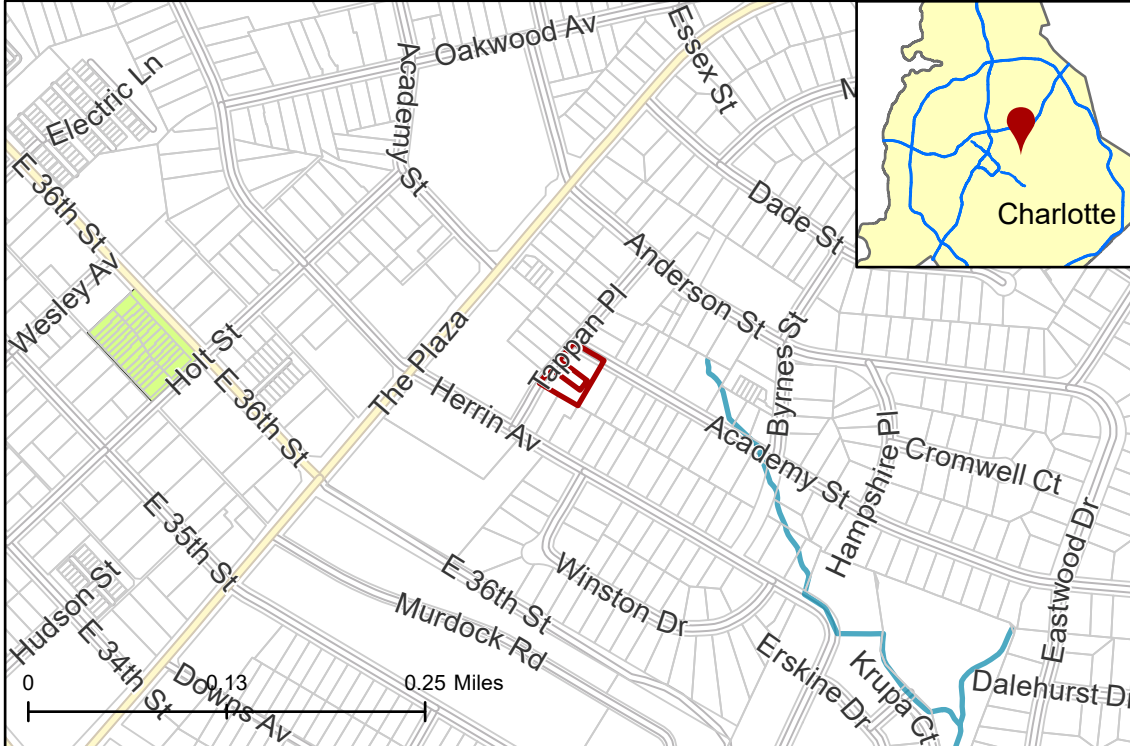 Essex St
Oakwood Av
Academy St
Electric Ln
M
Charlotte
E 36th St
Dade St
Anderson St
Wesley Av
Tappan Pl
Byrnes St
The Plaza
Holt St
E 36th St
Herrin Av
Academy St
Hampshire Pl
Cromwell Ct
Eastwood Dr
E 35th St
E 36th St
Winston Dr
Hudson St
Murdock Rd
E 34th St
Erskine Dr
Krupa Ct
Dalehurst Dr
Downs Av
0 0.13 0.25 Miles